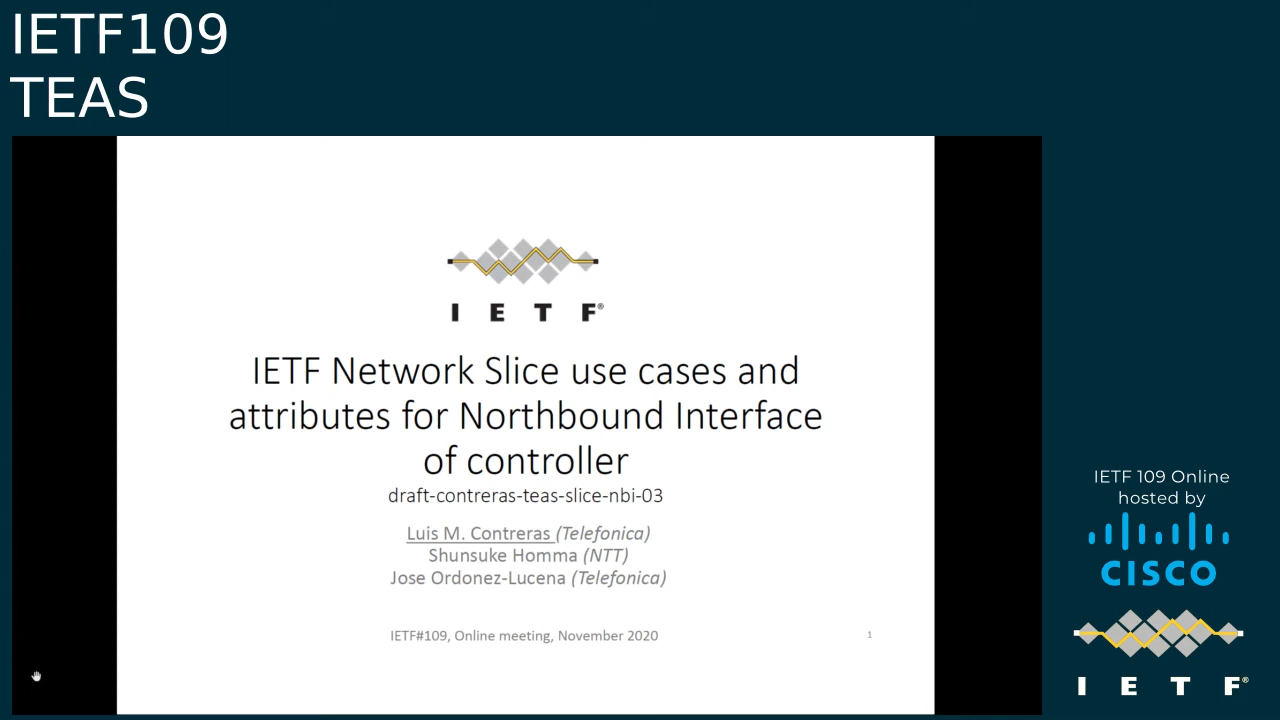 IETF109
TEAS
I E T F®
IETF Network Slice use cases and
attributes for Northbound Interface
of controller
draft-contreras-teas-slice-nbi-03
Luis M. Contreras (Telefonica)
Shunsuke Homma (NTT)
Jose Ordonez-Lucena (Telefonica)
IETF#109, Online meeting, November 2020
1
IETF 109 Online
hosted by
CISCO
I E T F®